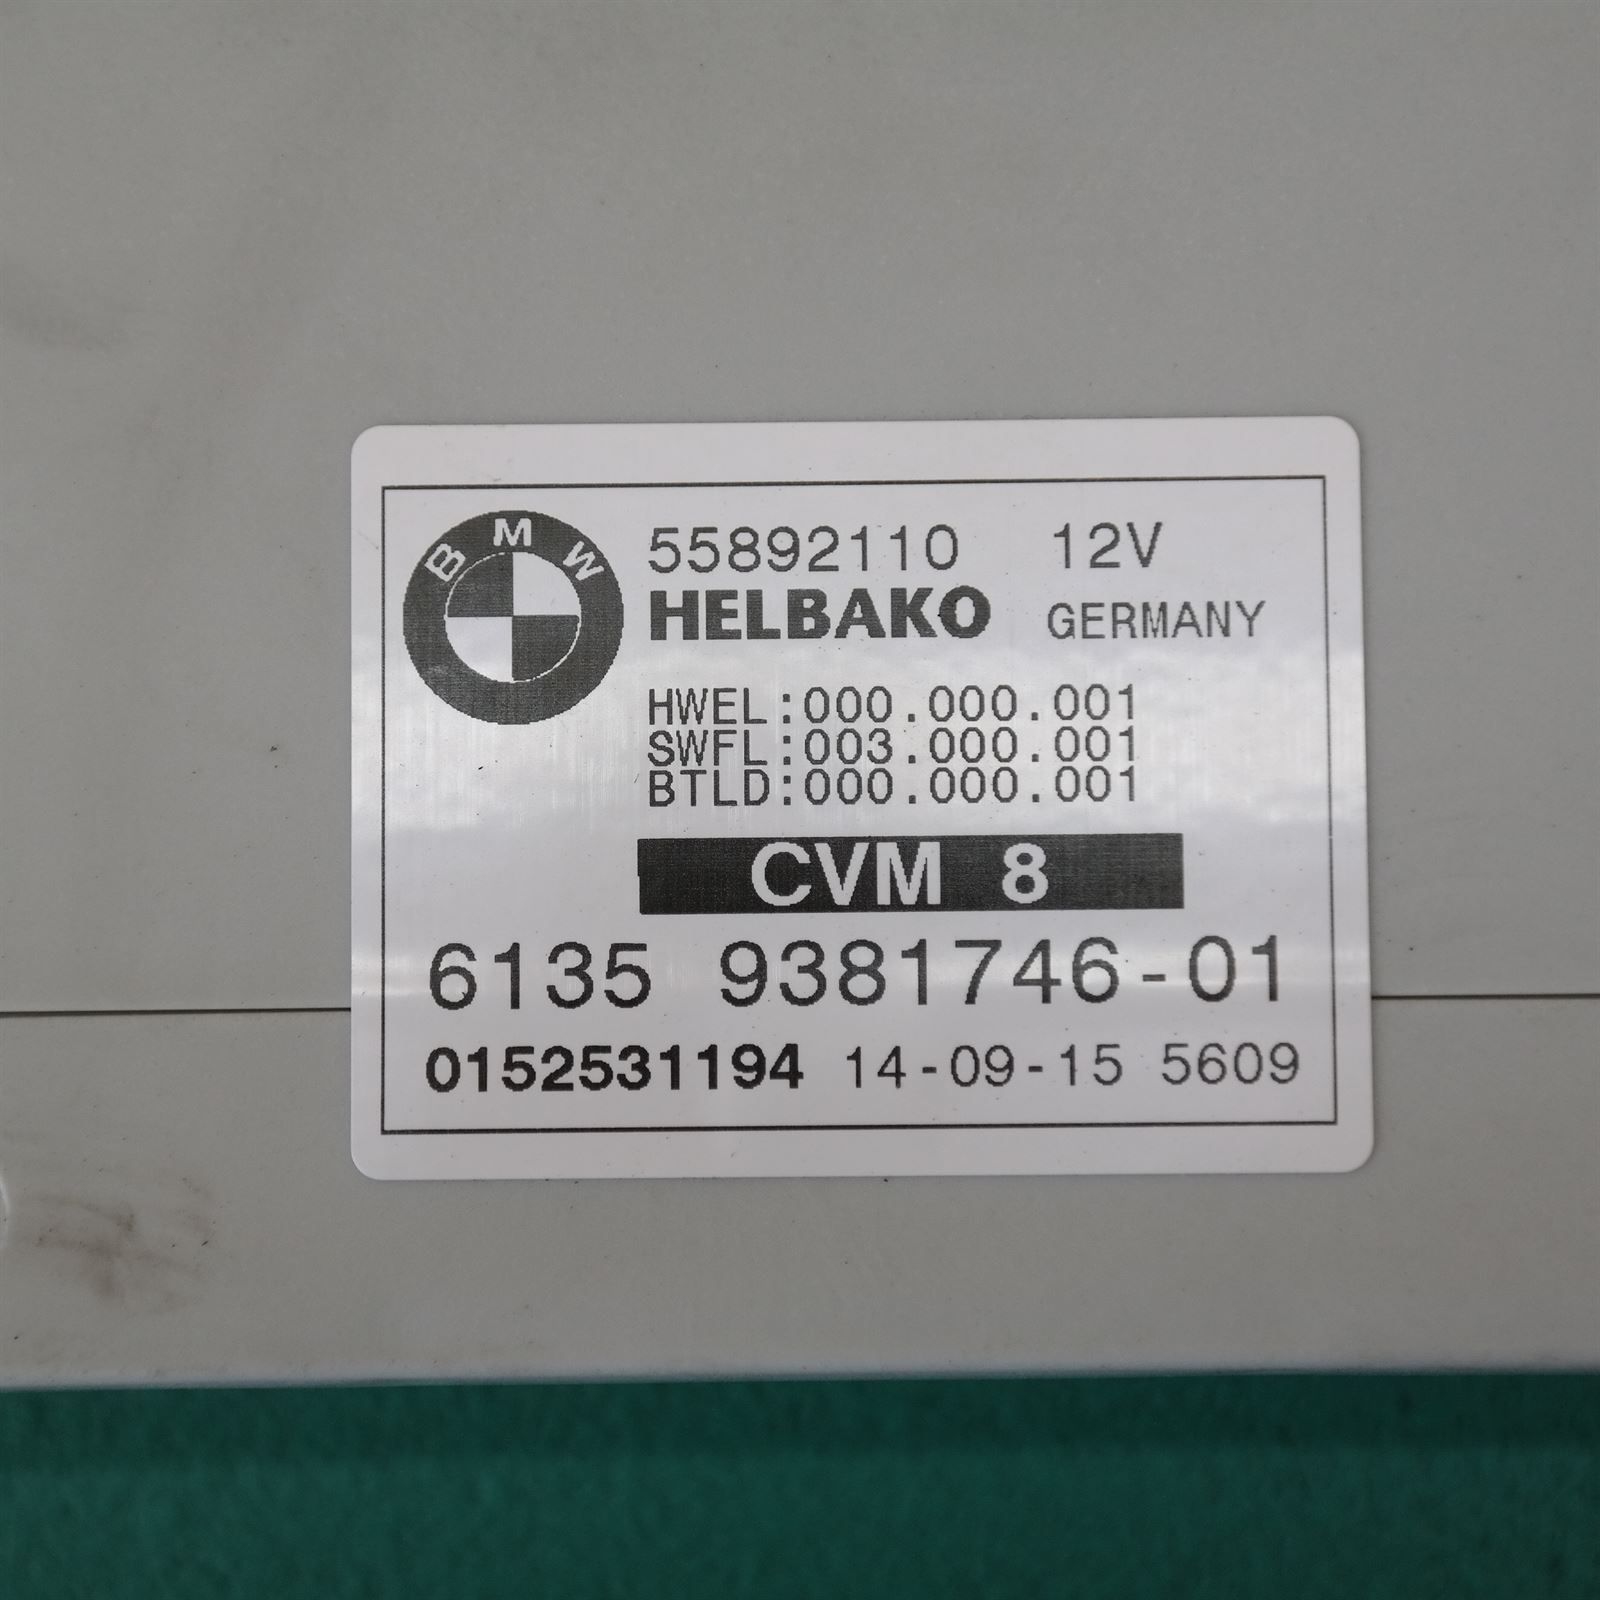 BMW
55892110 12V
HELBAKO GERMANY
HWEL:000.000.001
SWFL:003.000.001
BTLD:000.000.001
CVM 8
6135 9381746-01
0152531194 14-09-15 5609